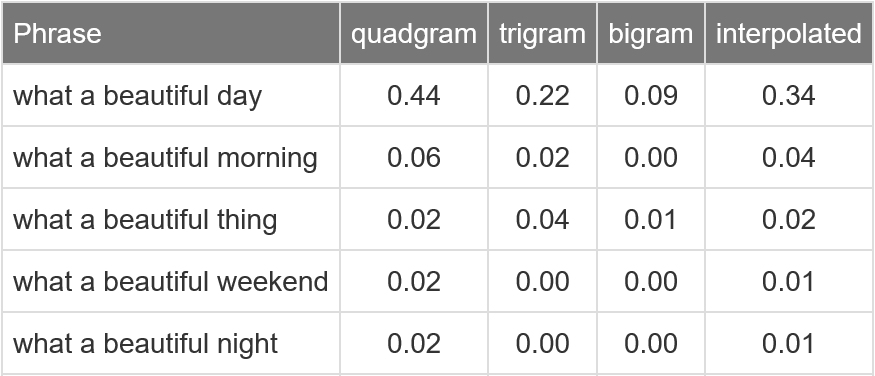 Phrase quadgram trigram bigram interpolated
what a beautiful day 0.44 0.22 0.09 0.34
what a beautiful morning 0.06 0.02 0.00 0.04
what a beautiful thing 0.02 0.04 0.01 0.02
what a beautiful weekend 0.02 0.00 0.00 0.01
what a beautiful night 0.02 0.00 0.00 0.01